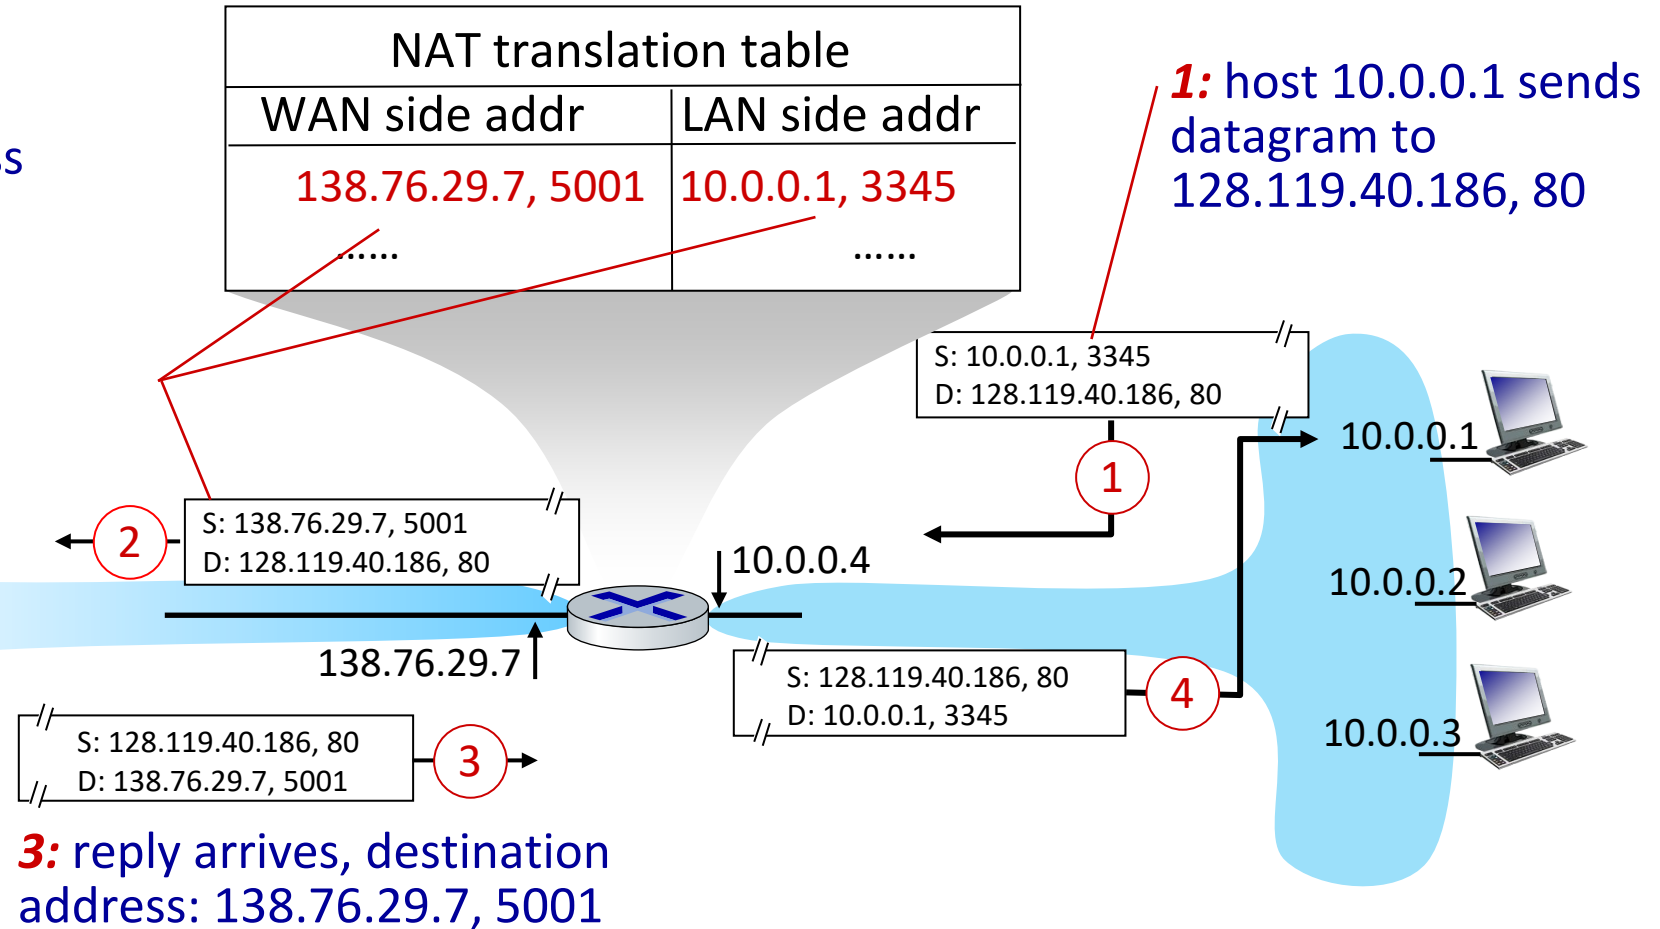 NAT translation table
WAN side addr LAN side addr
138.76.29.7, 5001 10.0.0.1, 3345
...... ......
1: host 10.0.0.1 sends
datagram to
128.119.40.186, 80
S: 10.0.0.1, 3345
D: 128.119.40.186, 80
1
10.0.0.1
2
S: 138.76.29.7, 5001
D: 128.119.40.186, 80
10.0.0.4
10.0.0.2
138.76.29.7
S: 128.119.40.186, 80
D: 10.0.0.1, 3345
4
10.0.0.3
S: 128.119.40.186, 80
D: 138.76.29.7, 5001
3
3: reply arrives, destination
address: 138.76.29.7, 5001